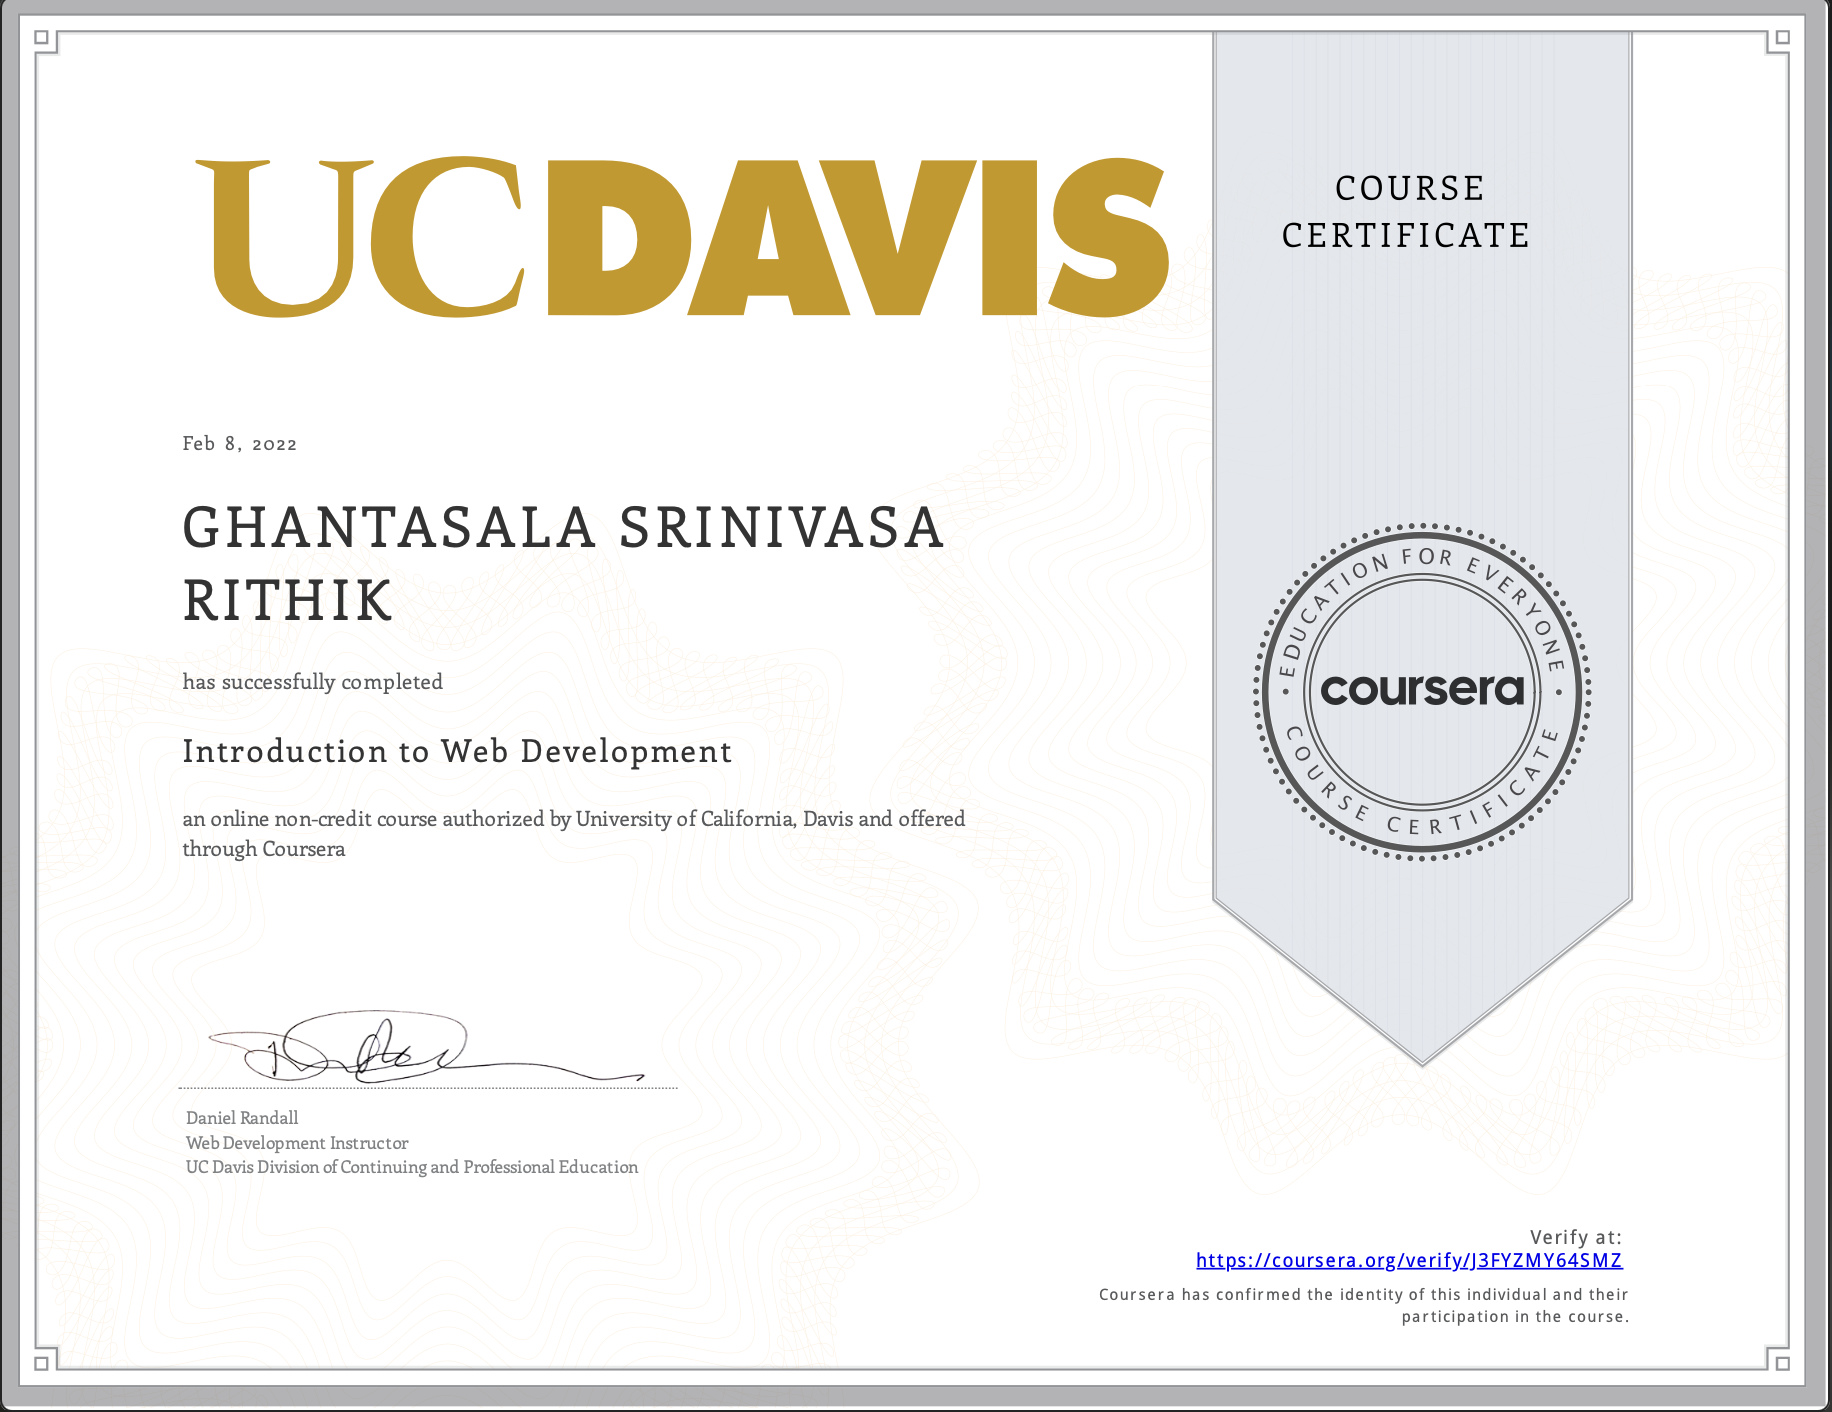 UCDAVIS
COURSE
CERTIFICATE
Feb 8, 2022
GHANTASALA SRINIVASA
RITHIK
has successfully completed
Introduction to Web Development
an online non-credit course authorized by University of California, Davis and offered
through Coursera
EDUCATION FOR EVERYONE
coursera
COURSE CERTIFICATE
Daniel Randall
Web Development Instructor
UC Davis Division of Continuing and Professional Education
Verify at:
https://coursera.org/verify/J3FYZMY64SMZ
Coursera has confirmed the identity of this individual and their
participation in the course.